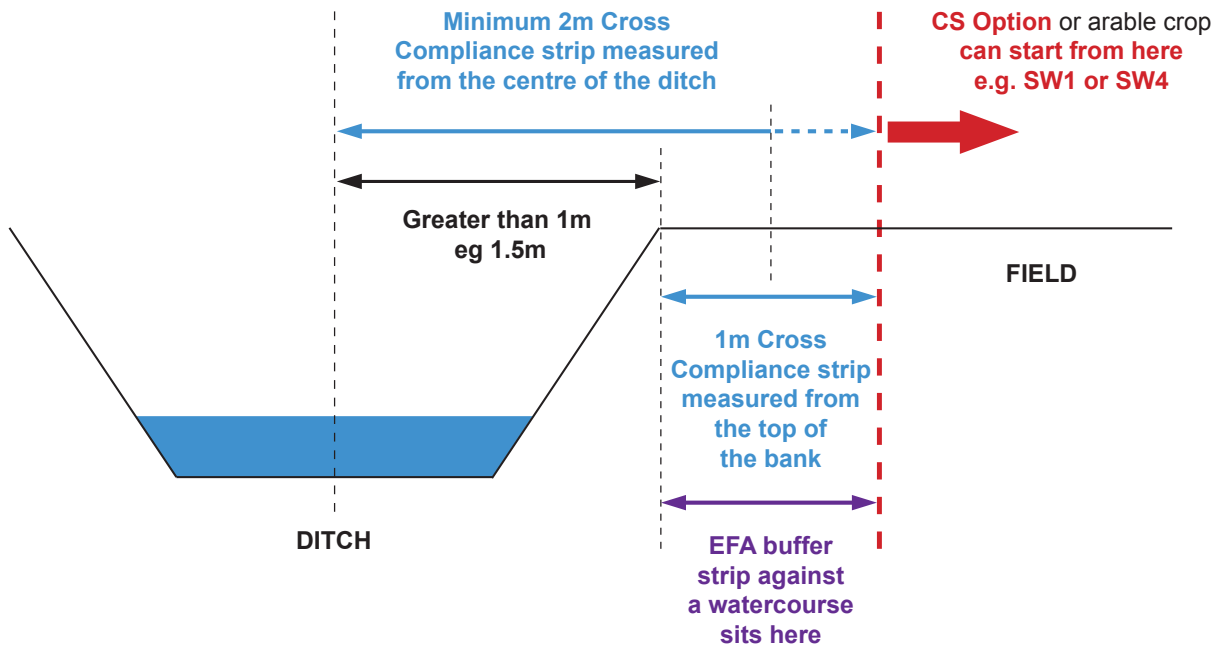 Minimum 2m Cross
Compliance strip measured
from the centre of the ditch
CS Option or arable crop
can start from here
e.g. SW1 or SW4
Greater than 1m
eg 1.5m
FIELD
1m Cross
Compliance strip
measured from
the top of
the bank
DITCH
EFA buffer
strip against
a watercourse
sits here